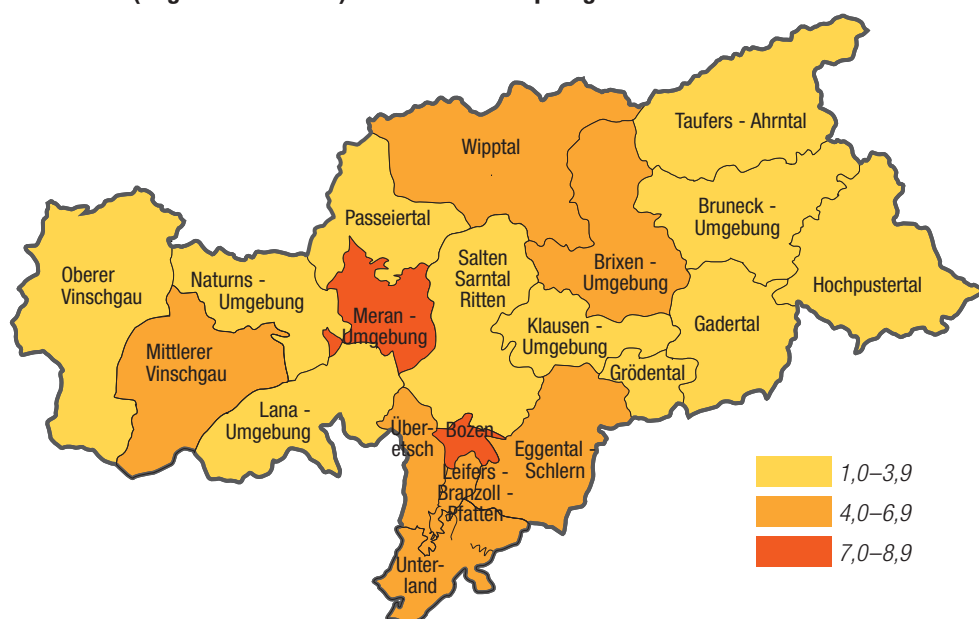 Taufers - Ahrntal
Wipptal
Bruneck -
Umgebung
Passeiertal
Salten
Sarntal
Ritten
Brixen -
Umgebung
Oberer
Vinschgau
Naturns -
Umgebung
Hochpustertal
Meran -
Umgebung
Klausen -
Umgebung
Gadertal
Mittlerer
Vinschgau
Grödental
Lana -
Umgebung
Über-
etsch
Bozen
Eggental -
Schlern
Leifers -
Branzoll -
Pfatten
Unter-
land
1,0–3,9
4,0–6,9
7,0–8,9